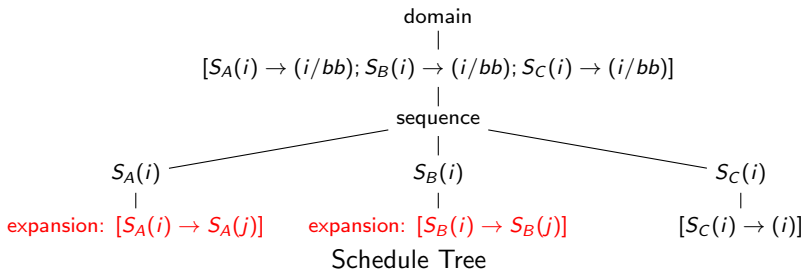 domain
[S_A(i) → (i/bb); S_B(i) → (i/bb); S_C(i) → (i/bb)]
sequence
S_A(i) S_B(i) S_C(i)
expansion: [S_A(i) → S_A(j)] expansion: [S_B(i) → S_B(j)] [S_C(i) → (i)]
Schedule Tree